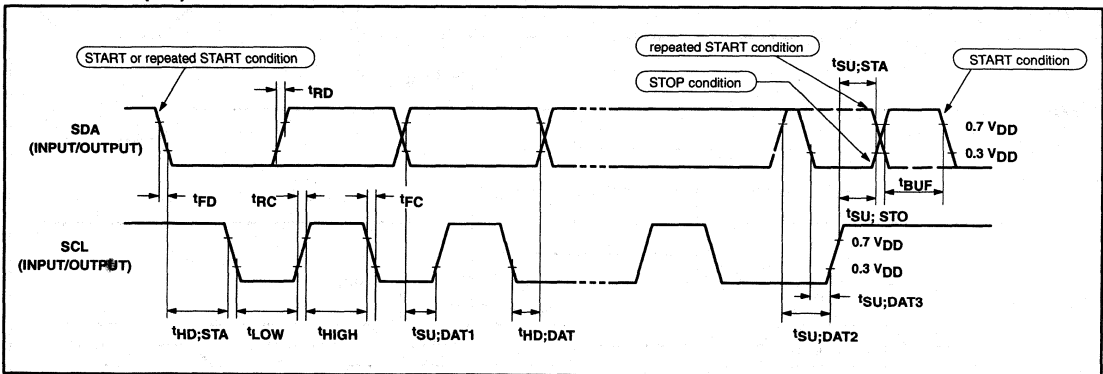 START or repeated START condition
repeated START condition
tSU;STA
START condition
STOP condition
tRD
SDA
(INPUT/OUTPUT)
0.7 VDD
0.3 VDD
tFD
tRC
tFC
tBUF
tSU; STO
SCL
(INPUT/OUTPUT)
0.7 VDD
0.3 VDD
tSU;DAT3
tHD;STA
tLOW
tHIGH
tSU;DAT1
tHD;DAT
tSU;DAT2